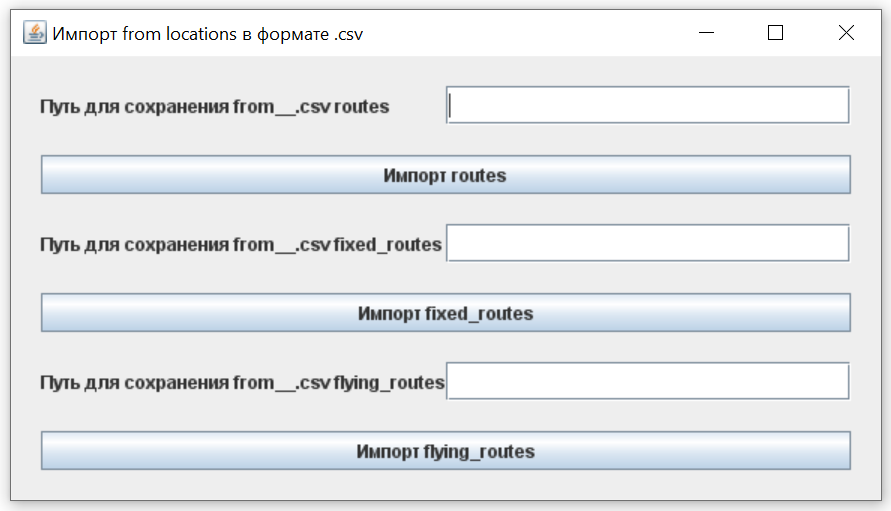 Импорт from locations в формате .csv
Путь для сохранения from__.csv routes
Импорт routes
Путь для сохранения from__.csv fixed_routes
Импорт fixed_routes
Путь для сохранения from__.csv flying_routes
Импорт flying_routes